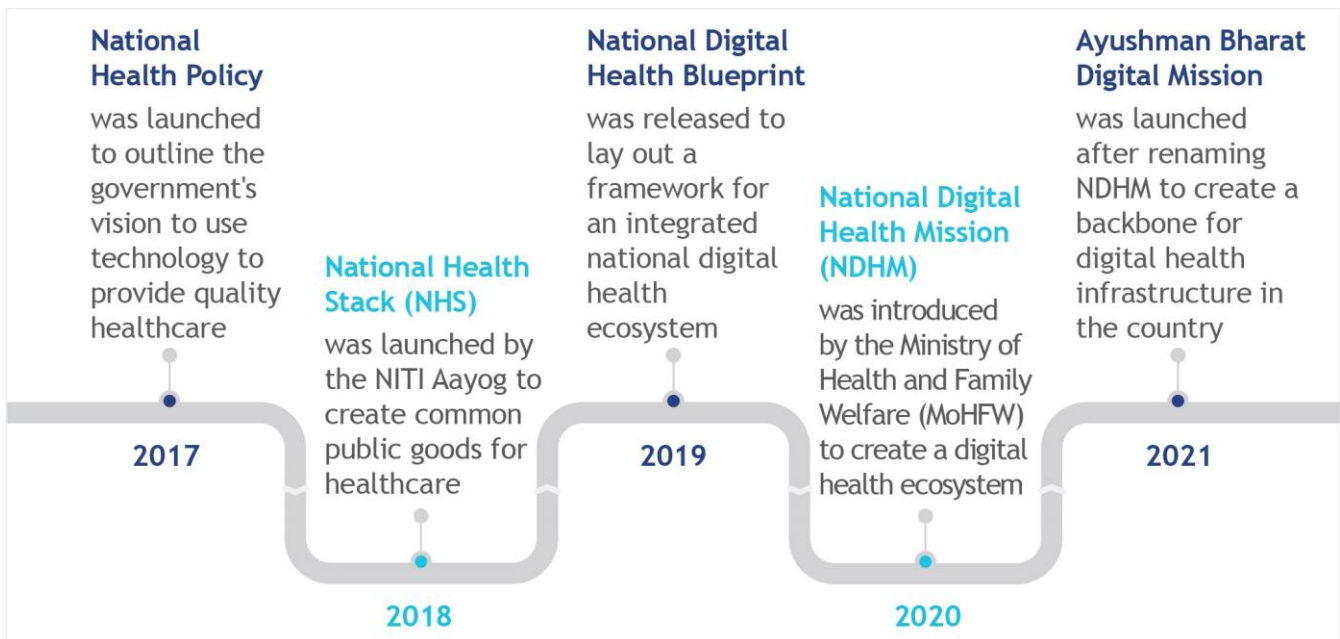 National
Health Policy
was launched
to outline the
government's
vision to use
technology to
provide quality
healthcare
2017
National Health
Stack (NHS)
was launched by
the NITI Aayog to
create common
public goods for
healthcare
2018
National Digital
Health Blueprint
was released to
lay out a
framework for
an integrated
national digital
health
ecosystem
2019
National Digital
Health Mission
(NDHM)
was introduced
by the Ministry of
Health and Family
Welfare (MoHFW)
to create a digital
health ecosystem
2020
Ayushman Bharat
Digital Mission
was launched
after renaming
NDHM to create a
backbone for
digital health
infrastructure in
the country
2021